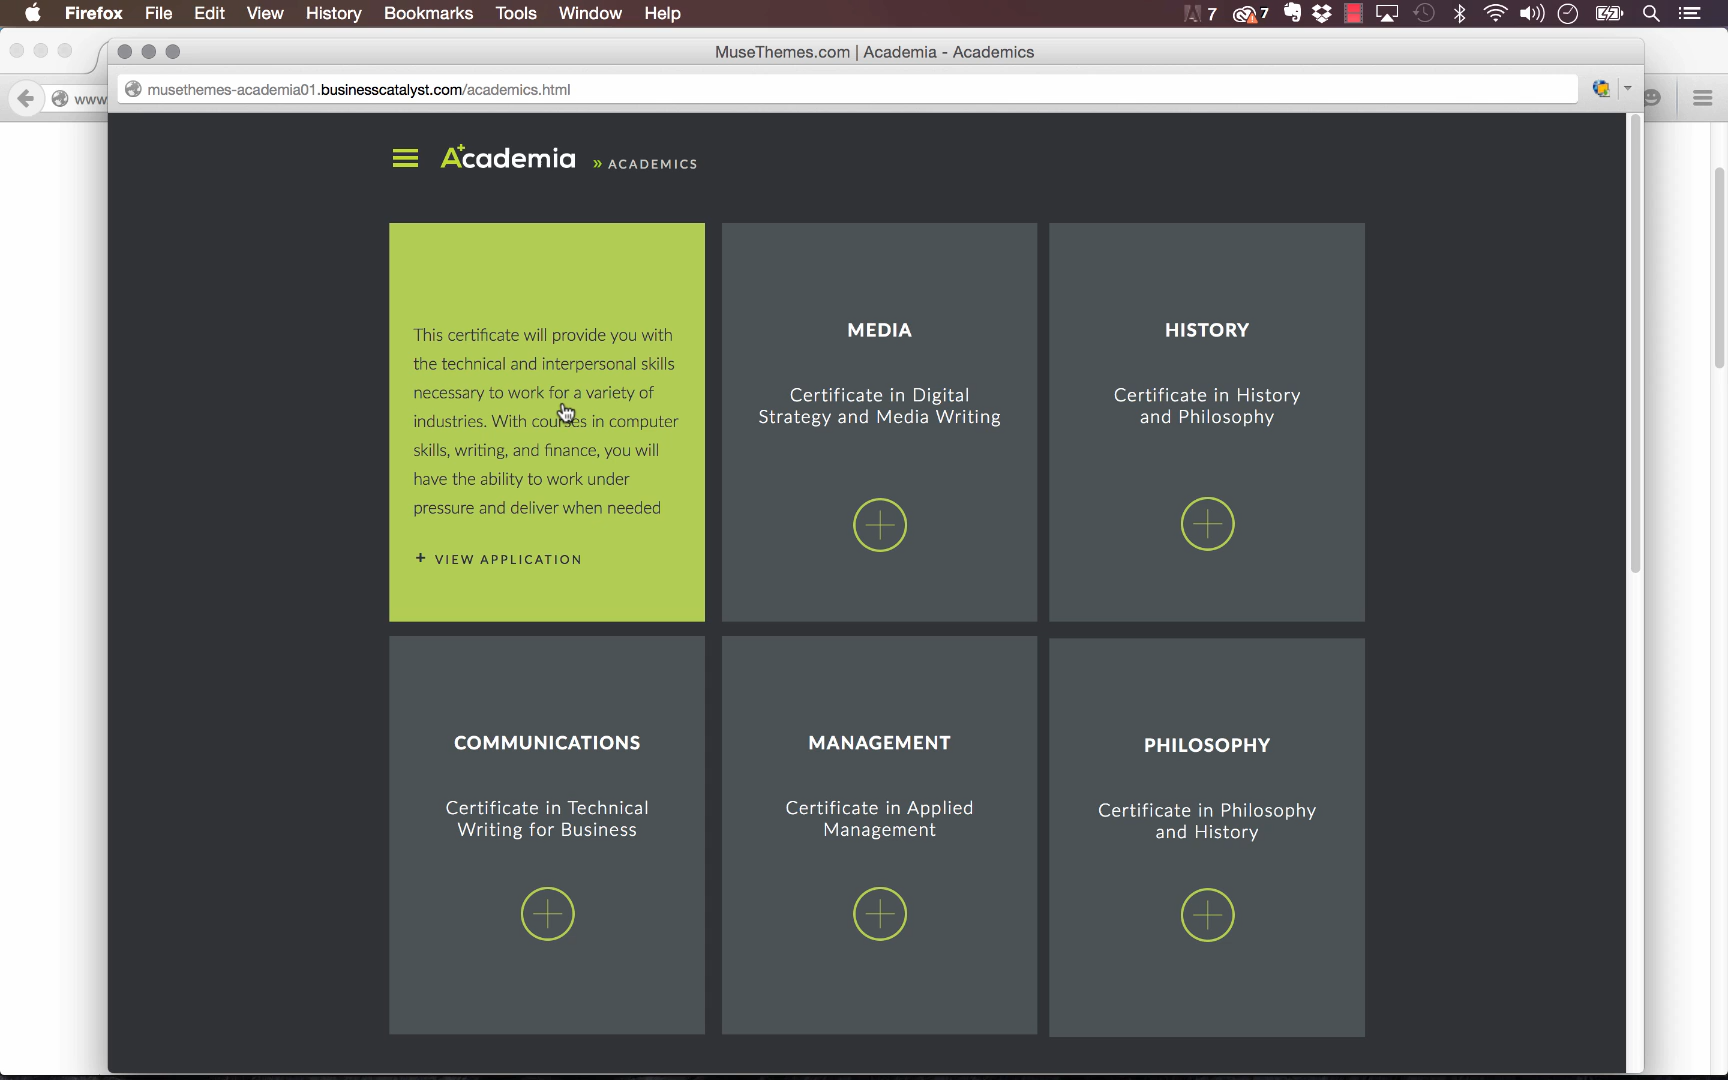 Firefox File Edit View History Bookmarks Tools Window Help 7 7
MuseThemes.com | Academia - Academics
www.
musethemes-academia01.businesscatalyst.com/academics.html
Academia » ACADEMICS
This certificate will provide you with
the technical and interpersonal skills
necessary to work for a variety of
industries. With courses in computer
skills, writing, and finance, you will
have the ability to work under
pressure and deliver when needed
+ VIEW APPLICATION
MEDIA
Certificate in Digital
Strategy and Media Writing
HISTORY
Certificate in History
and Philosophy
COMMUNICATIONS
Certificate in Technical
Writing for Business
MANAGEMENT
Certificate in Applied
Management
PHILOSOPHY
Certificate in Philosophy
and History